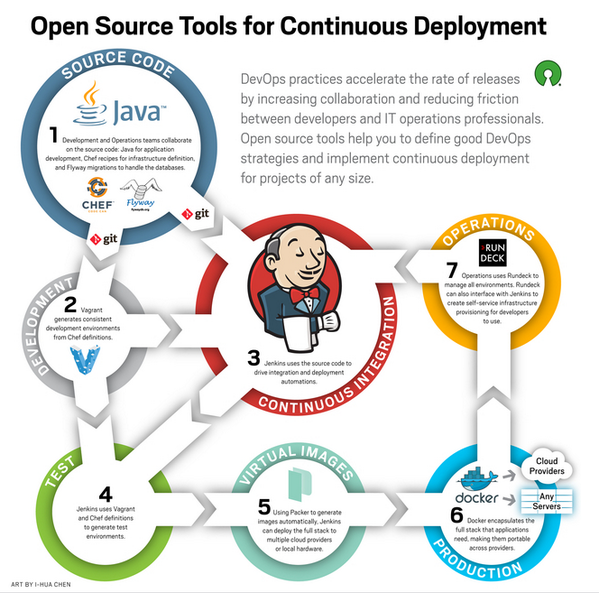 Open Source Tools for Continuous Deployment
SOURCE CODE
Java™
1 Development and Operations teams collaborate
on the source code: Java for application
development, Chef recipes for infrastructure definition,
and Flyway migrations to handle the databases.
CHEF
Flyway
flywaydb.org
git
git
DevOps practices accelerate the rate of releases
by increasing collaboration and reducing friction
between developers and IT operations professionals.
Open source tools help you to define good DevOps
strategies and implement continuous deployment
for projects of any size.
DEVELOPMENT
2 Vagrant
generates consistent
development environments
from Chef definitions.
V
3 Jenkins uses the source code to
drive integration and deployment
automations.
CONTINUOUS INTEGRATION
OPERATIONS
RUN
DECK
7 Operations uses Rundeck to
manage all environments. Rundeck
can also interface with Jenkins to
create self-service infrastructure
provisioning for developers
to use.
TEST
4
Jenkins uses Vagrant
and Chef definitions
to generate test
environments.
VIRTUAL IMAGES
5 Using Packer to generate
images automatically, Jenkins
can deploy the full stack to
multiple cloud providers
or local hardware.
docker
Cloud
Providers
Any
Servers
6 Docker encapsulates the
full stack that applications
need, making them portable
across providers.
PRODUCTION
ART BY I-HUA CHEN